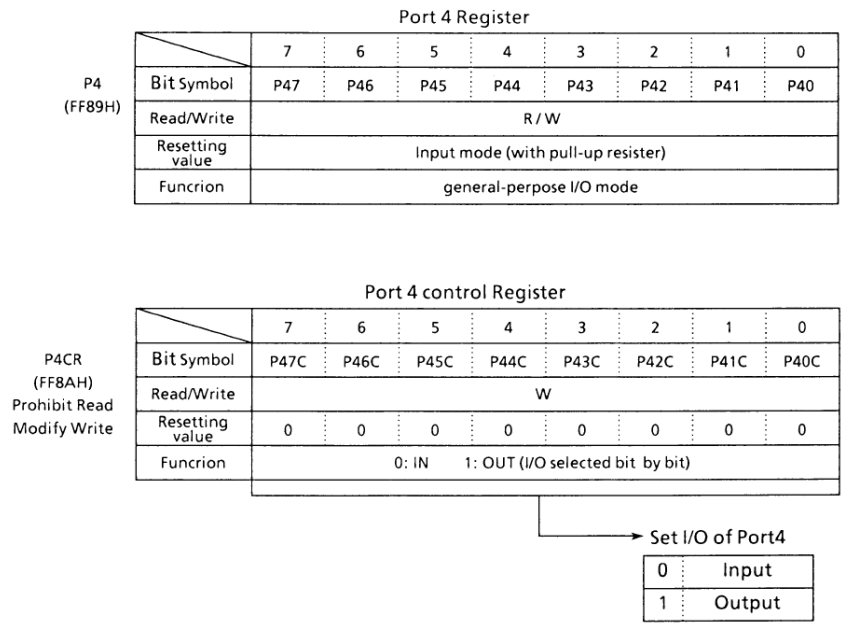 Port 4 Register
7 6 5 4 3 2 1 0
P4
(FF89H)
Bit Symbol P47 P46 P45 P44 P43 P42 P41 P40
Read/Write R/W
Resetting value Input mode (with pull-up resister)
Funcrion general-perpose I/O mode
Port 4 control Register
7 6 5 4 3 2 1 0
P4CR
(FF8AH)
Prohibit Read
Modify Write
Bit Symbol P47C P46C P45C P44C P43C P42C P41C P40C
Read/Write W
Resetting value 0 0 0 0 0 0 0 0
Funcrion 0: IN 1: OUT (I/O selected bit by bit)
Set I/O of Port4
0 Input
1 Output